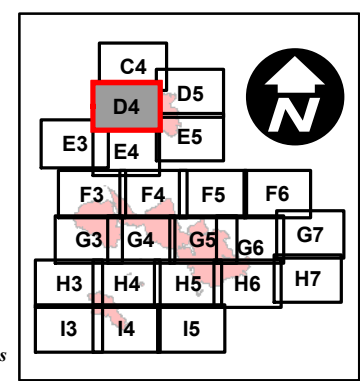 C4
D4 D5
E3 E4 E5
F3 F4 F5 F6
G3 G4 G5 G6 G7
H3 H4 H5 H6 H7
I3 I4 I5
N
s